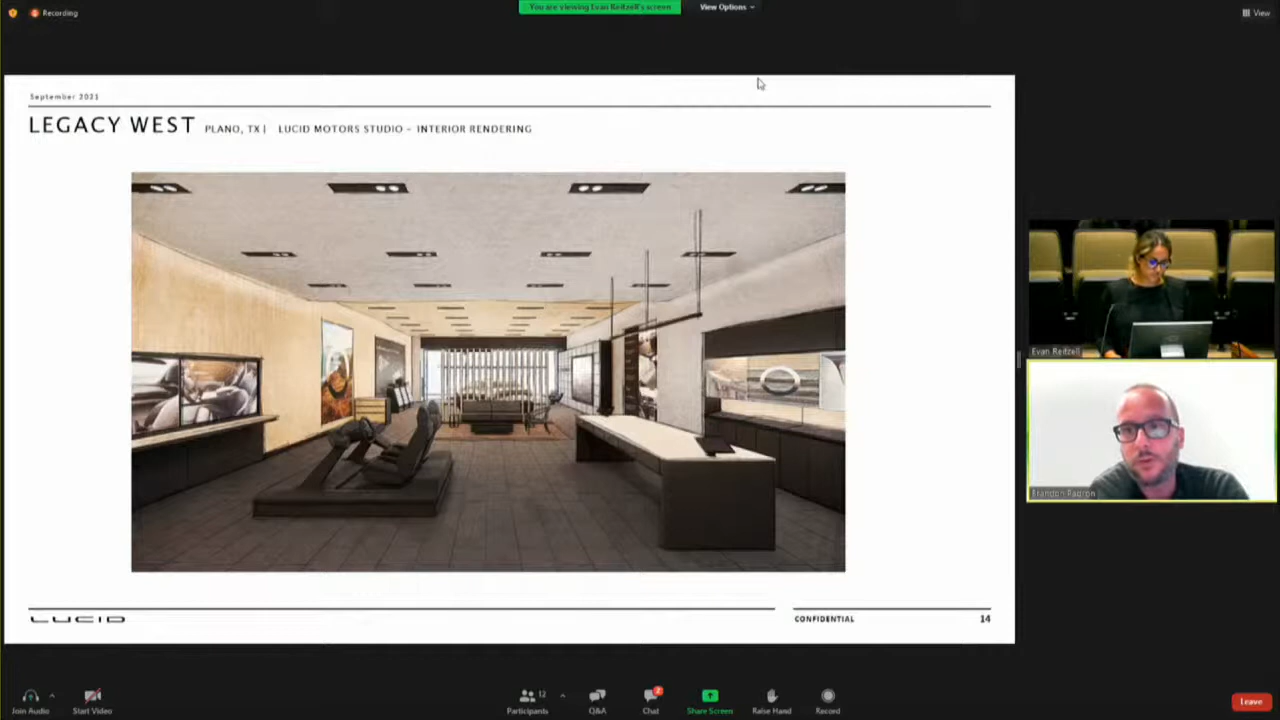 Recording
You are viewing Evan Reitzell's screen
View Options
View
September 2021
LEGACY WEST PLANO, TX | LUCID MOTORS STUDIO - INTERIOR RENDERING
Evan Reitzell
Brandon Padron
LUCID
CONFIDENTIAL
14
Join Audio
Start Video
12
Participants
Q&A
2
Chat
Share Screen
Raise Hand
Record
Leave